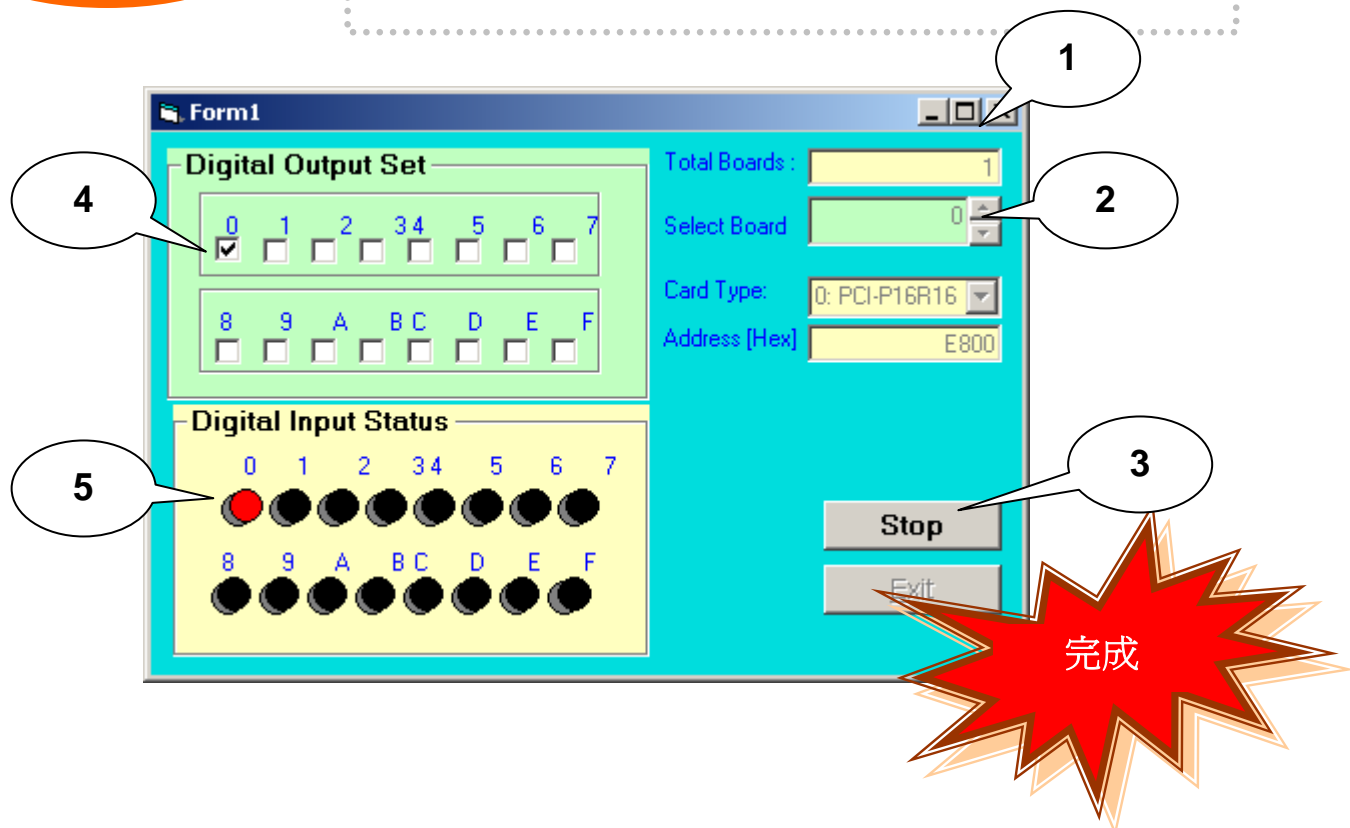 1
Form1
Digital Output Set
Total Boards :
1
4
2
0 1 2 3 4 5 6 7
Select Board
0
Card Type:
0: PCI-P16R16
8 9 A B C D E F
Address [Hex]
E800
Digital Input Status
5
0 1 2 3 4 5 6 7
3
Stop
8 9 A B C D E F
Exit
完成